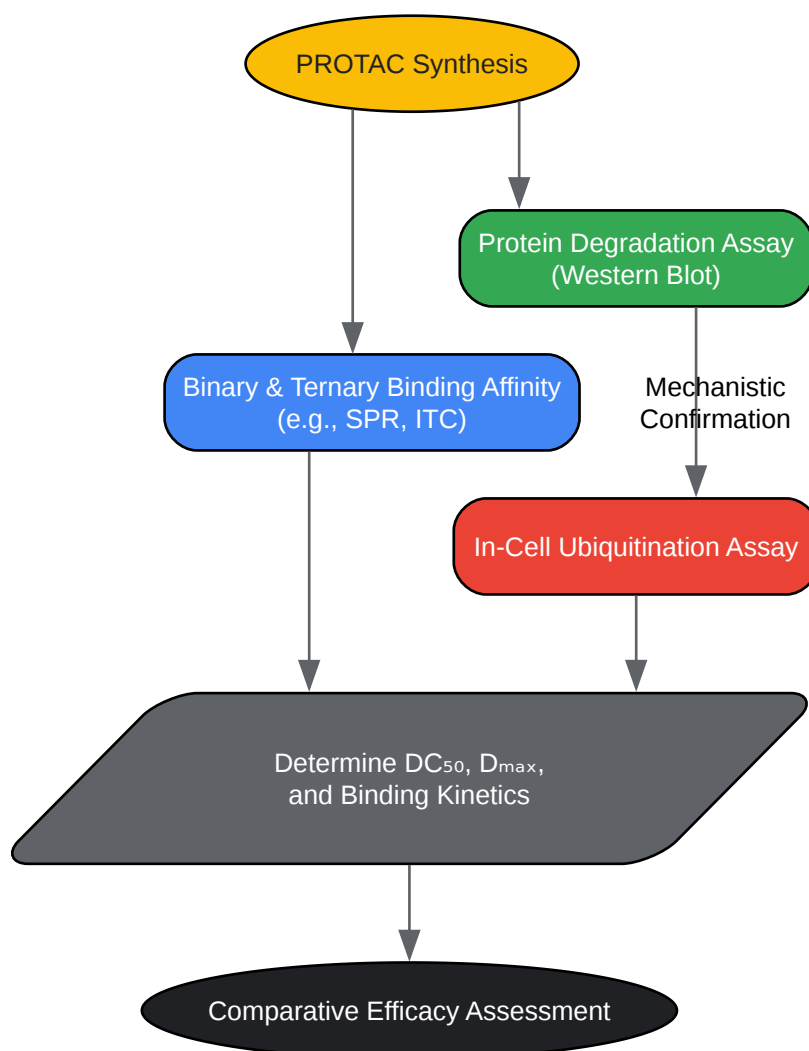 PROTAC Synthesis
Protein Degradation Assay
(Western Blot)
Binary & Ternary Binding Affinity
(e.g., SPR, ITC)
Mechanistic
Confirmation
In-Cell Ubiquitination Assay
Determine DC₅₀, Dₘₐₓ,
and Binding Kinetics
Comparative Efficacy Assessment